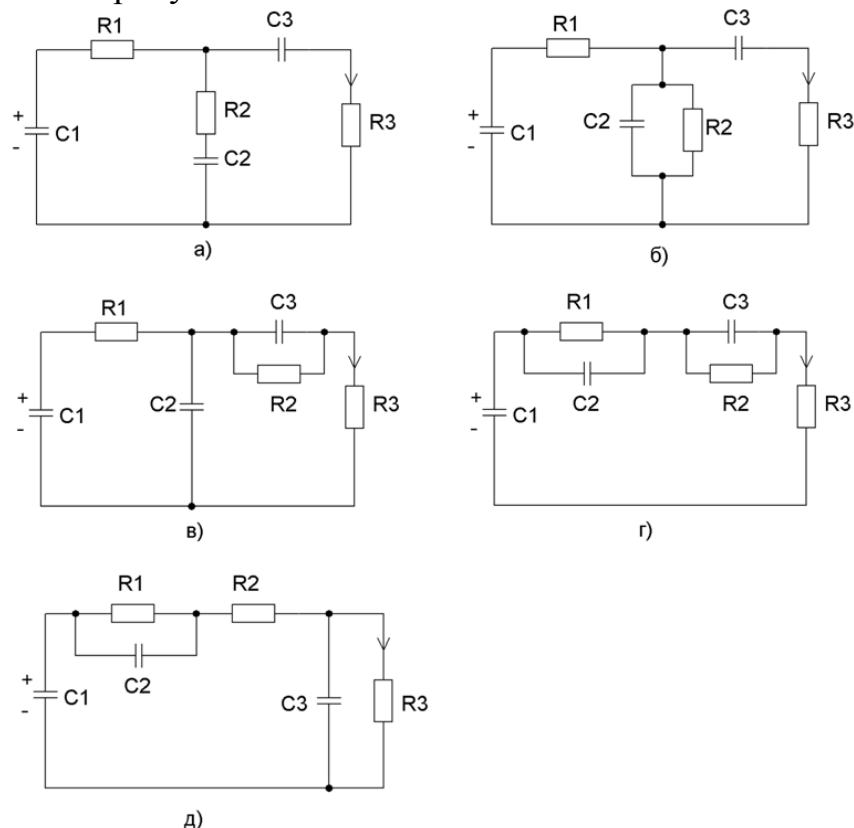 C3 C3
R1 R1
+ R2 + C2 R2 R3
- C1 C2 R3 - C1
а) б)
R1 C3 R1 C3
+ C2 R2 + C2 R2 R3
- C1 R3 - C1
в) г)
R1 R2
+ C2
- C1 C3 R3
д)